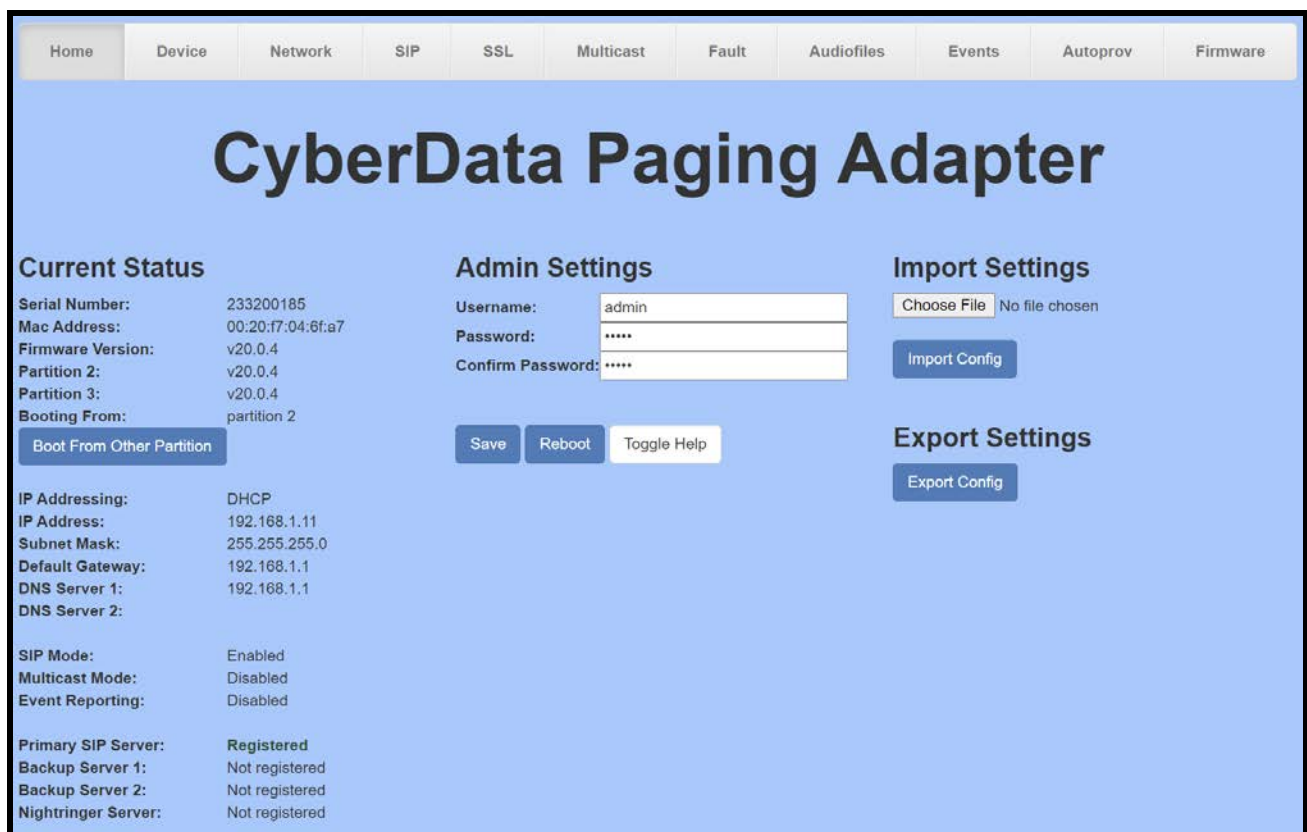 Home Device Network SIP SSL Multicast Fault Audiofiles Events Autoprov Firmware
CyberData Paging Adapter
Current Status
Serial Number: 233200185
Mac Address: 00:20:f7:04:6f:a7
Firmware Version: v20.0.4
Partition 2: v20.0.4
Partition 3: v20.0.4
Booting From: partition 2
Boot From Other Partition
IP Addressing: DHCP
IP Address: 192.168.1.11
Subnet Mask: 255.255.255.0
Default Gateway: 192.168.1.1
DNS Server 1: 192.168.1.1
DNS Server 2:
SIP Mode: Enabled
Multicast Mode: Disabled
Event Reporting: Disabled
Primary SIP Server: Registered
Backup Server 1: Not registered
Backup Server 2: Not registered
Nightringer Server: Not registered
Admin Settings
Username: admin
Password: •••••
Confirm Password: •••••
Save Reboot Toggle Help
Import Settings
Choose File No file chosen
Import Config
Export Settings
Export Config